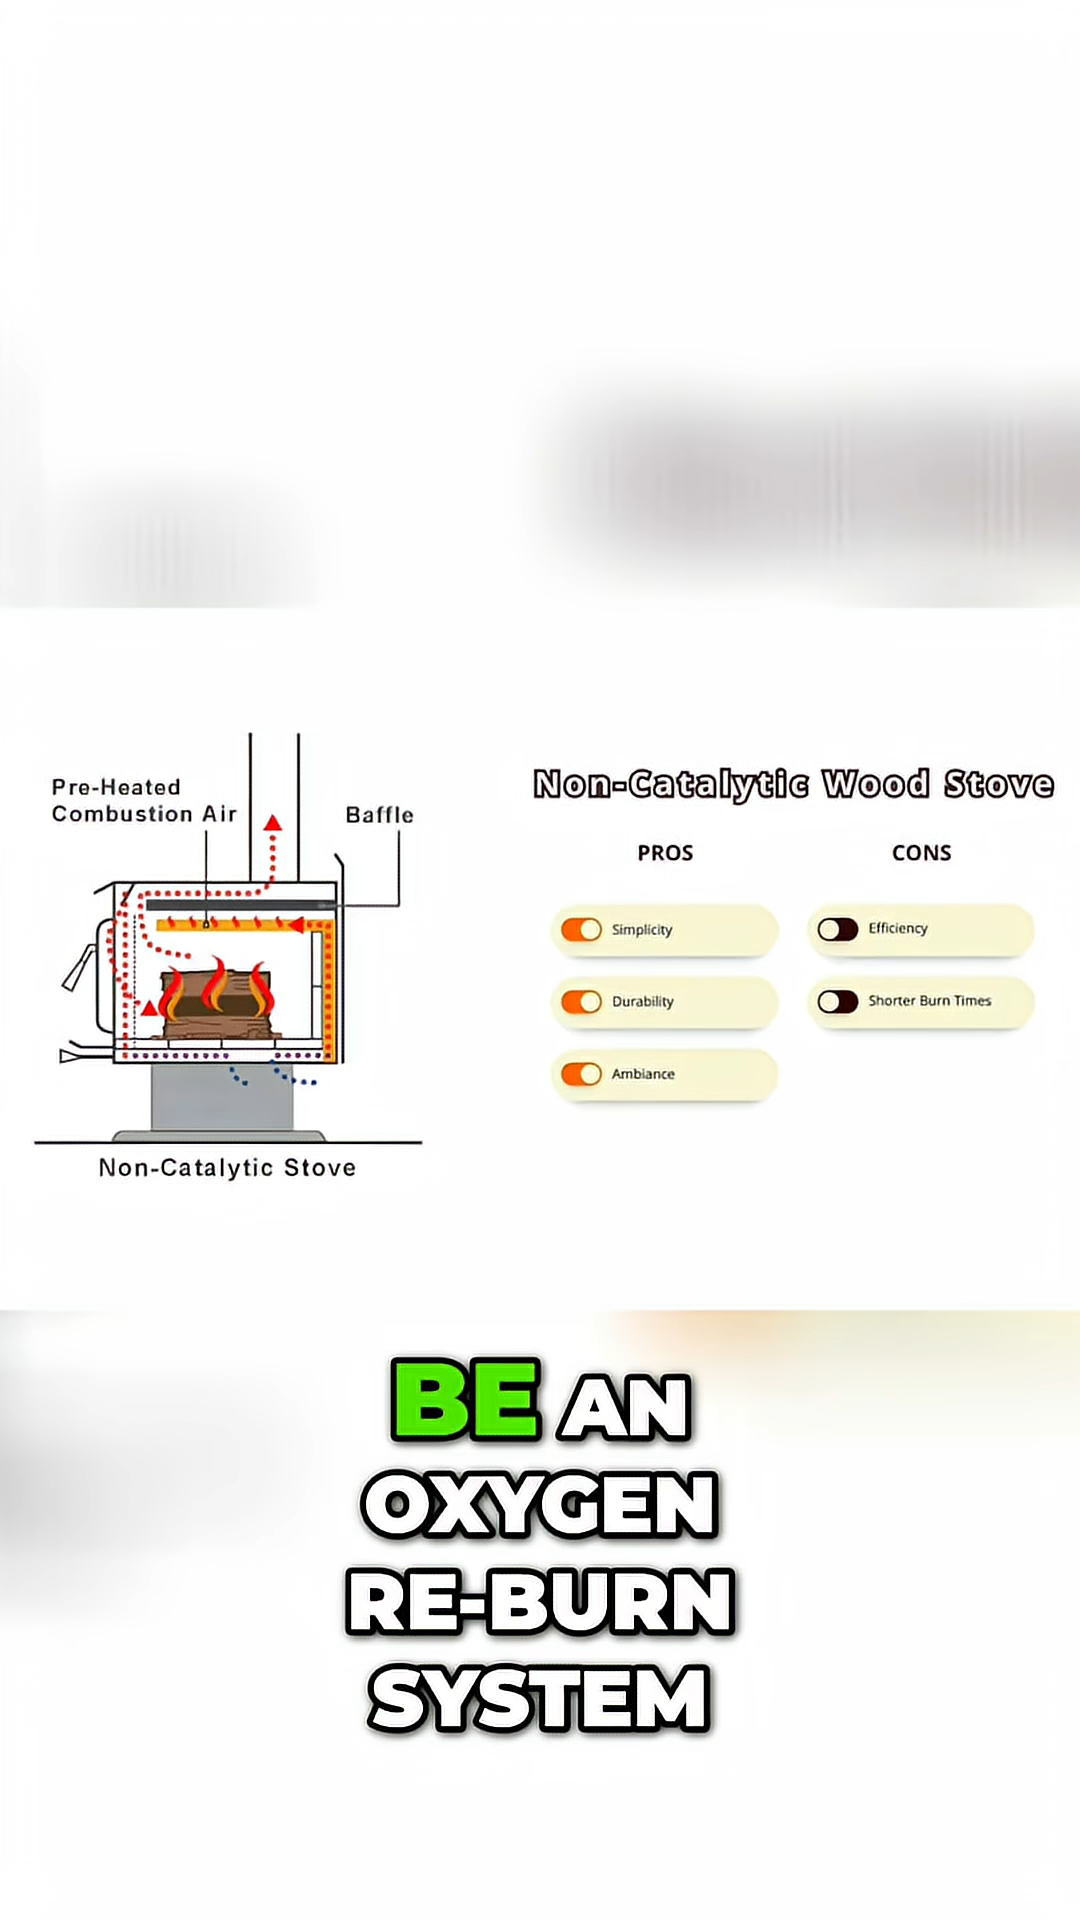 Pre-Heated
Combustion Air
Baffle
Non-Catalytic Stove
Non-Catalytic Wood Stove
PROS
CONS
Simplicity
Efficiency
Durability
Shorter Burn Times
Ambiance
BE AN
OXYGEN
RE-BURN
SYSTEM